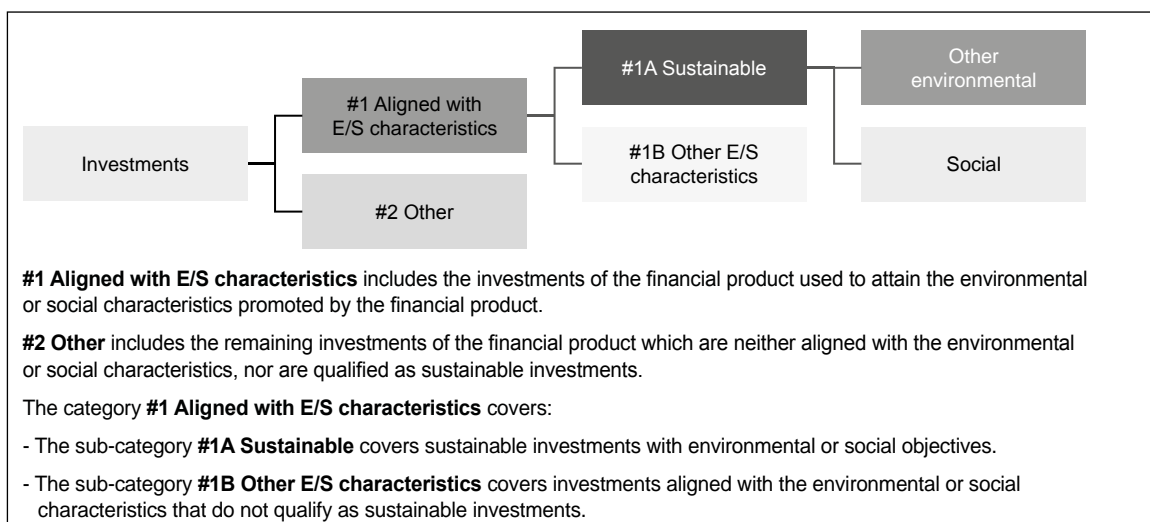 #1A Sustainable
Other
environmental
#1 Aligned with
E/S characteristics
Investments
#1B Other E/S
characteristics
Social
#2 Other
#1 Aligned with E/S characteristics includes the investments of the financial product used to attain the environmental
or social characteristics promoted by the financial product.
#2 Other includes the remaining investments of the financial product which are neither aligned with the environmental
or social characteristics, nor are qualified as sustainable investments.
The category #1 Aligned with E/S characteristics covers:
- The sub-category #1A Sustainable covers sustainable investments with environmental or social objectives.
- The sub-category #1B Other E/S characteristics covers investments aligned with the environmental or social
characteristics that do not qualify as sustainable investments.